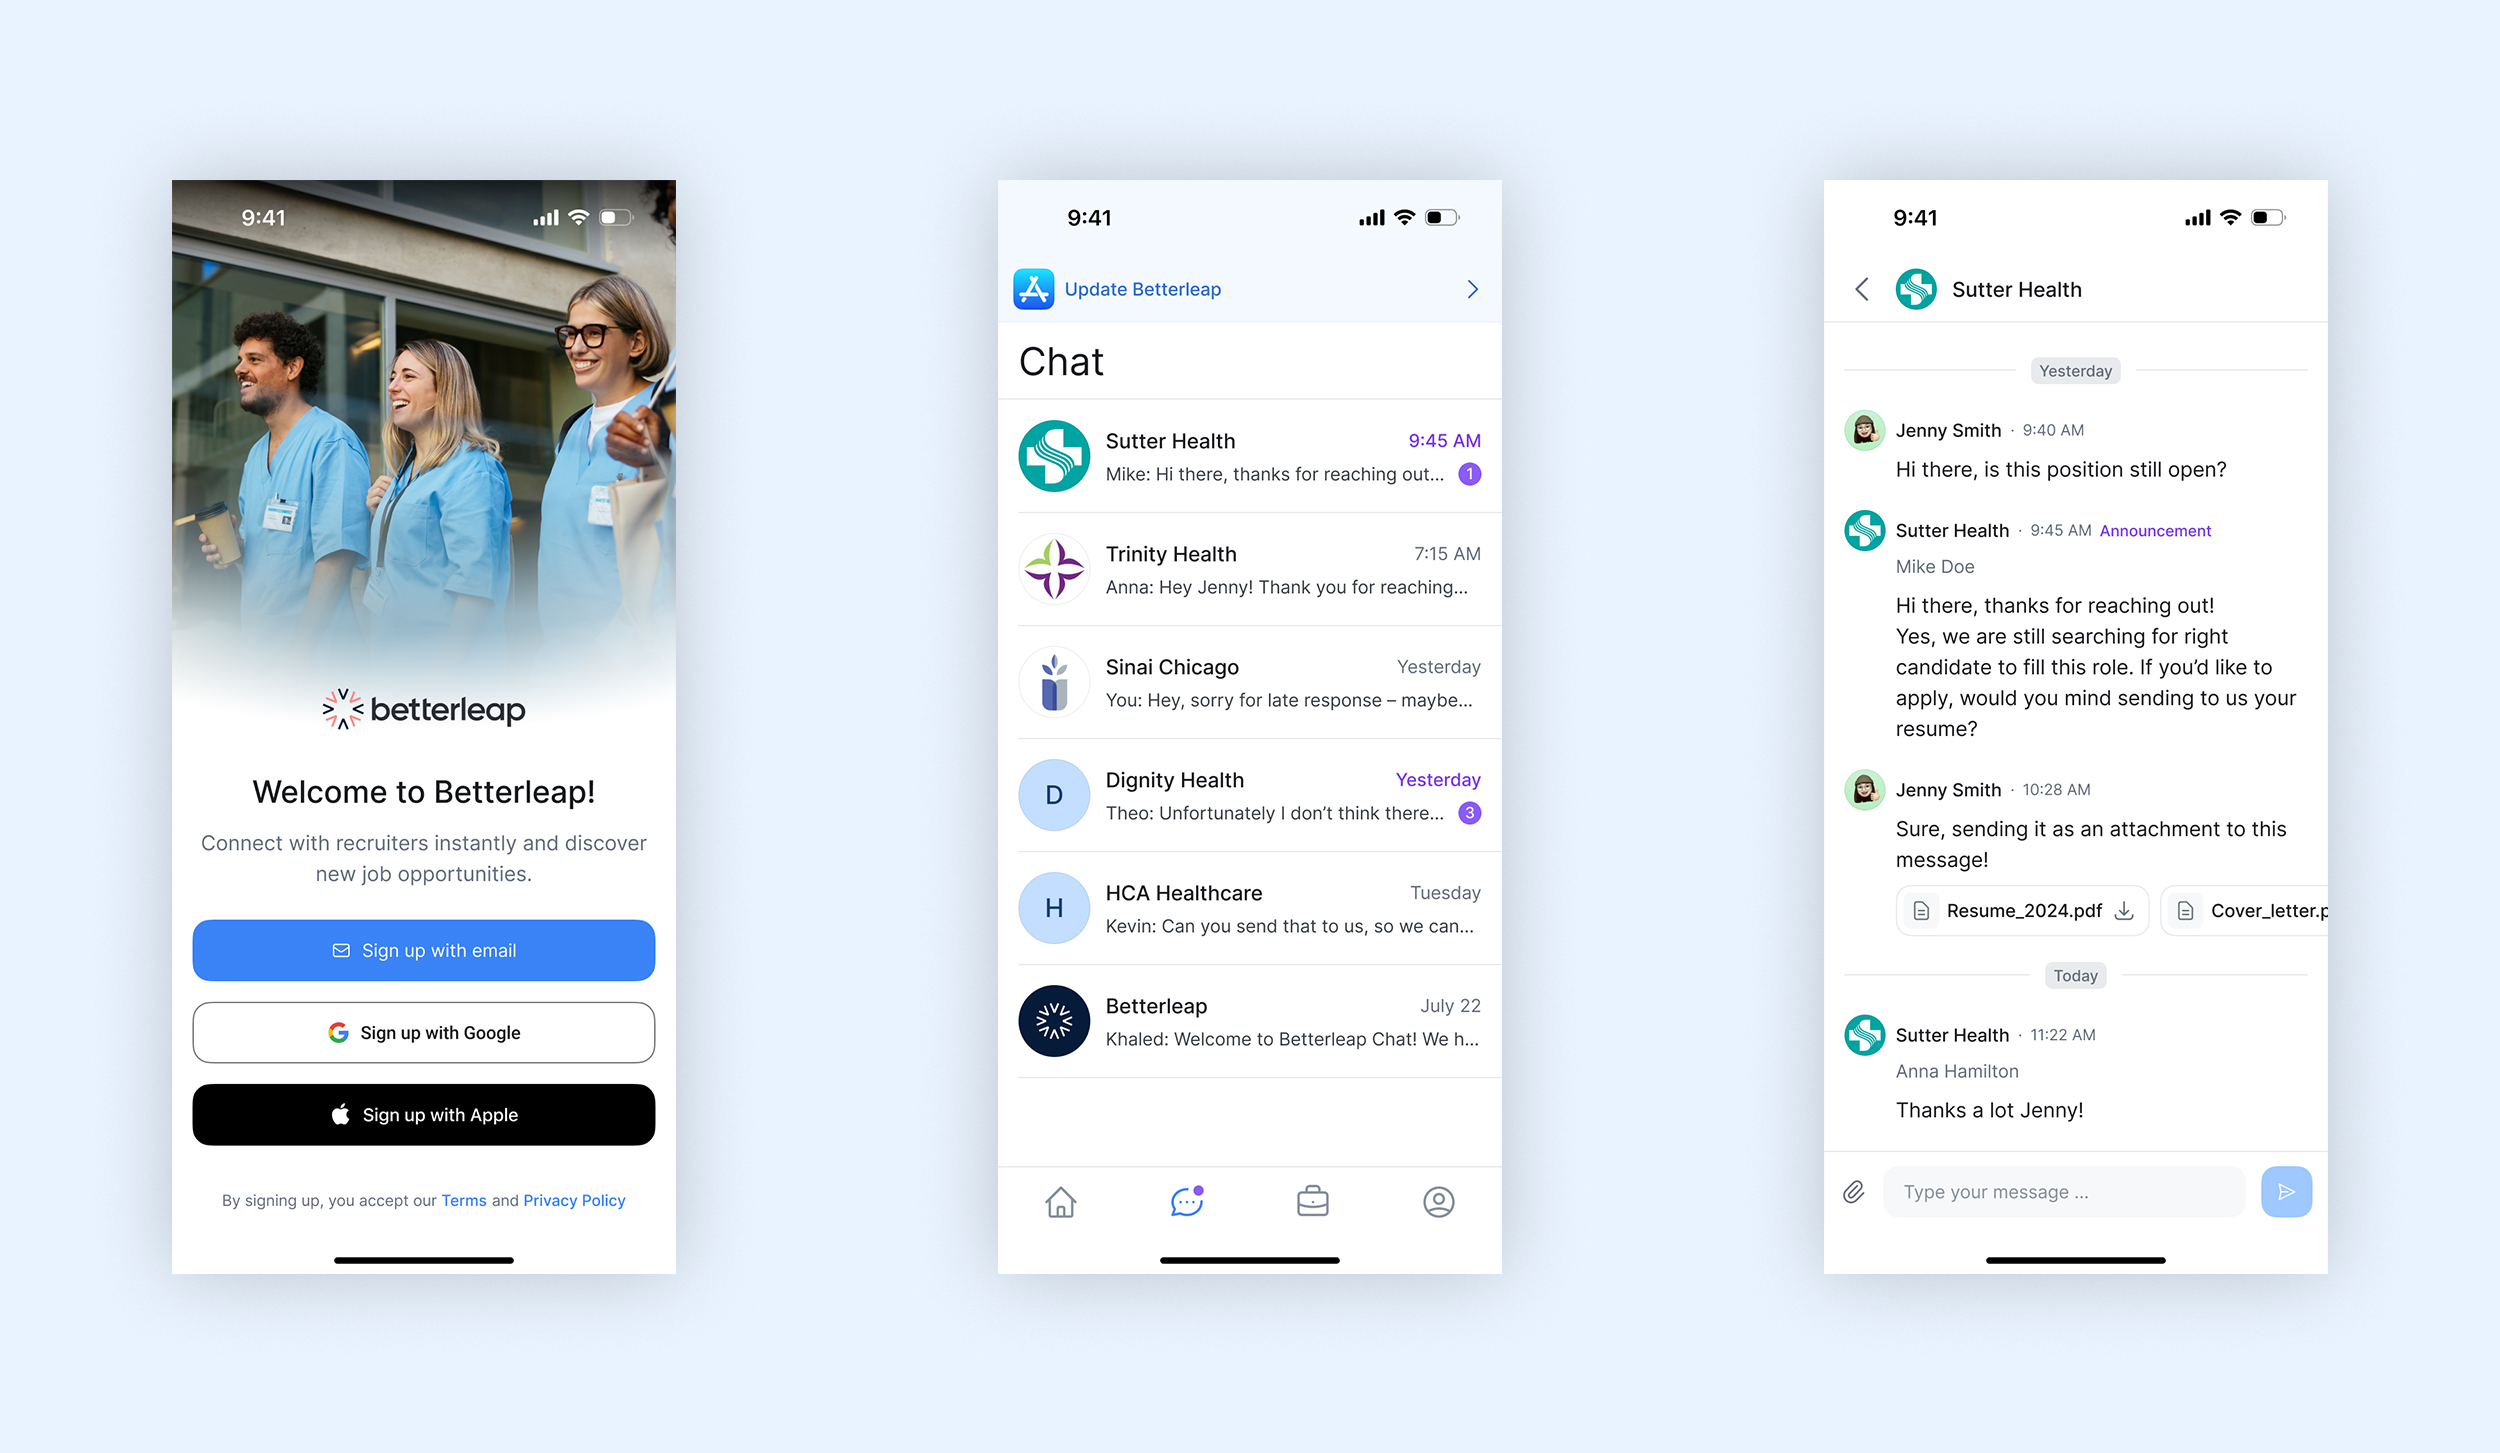 9:41
betterleap
Welcome to Betterleap!
Connect with recruiters instantly and discover
new job opportunities.
Sign up with email
Sign up with Google
Sign up with Apple
By signing up, you accept our Terms and Privacy Policy
9:41
Update Betterleap
Chat
Sutter Health 9:45 AM
Mike: Hi there, thanks for reaching out... 1
Trinity Health 7:15 AM
Anna: Hey Jenny! Thank you for reaching...
Sinai Chicago Yesterday
You: Hey, sorry for late response – maybe...
D
Dignity Health Yesterday
Theo: Unfortunately I don’t think there... 3
H
HCA Healthcare Tuesday
Kevin: Can you send that to us, so we can...
Betterleap July 22
Khaled: Welcome to Betterleap Chat! We h...
9:41
Sutter Health
Yesterday
Jenny Smith · 9:40 AM
Hi there, is this position still open?
Sutter Health · 9:45 AM Announcement
Mike Doe
Hi there, thanks for reaching out!
Yes, we are still searching for right
candidate to fill this role. If you’d like to
apply, would you mind sending to us your
resume?
Jenny Smith · 10:28 AM
Sure, sending it as an attachment to this
message!
Resume_2024.pdf Cover_letter.p
Today
Sutter Health · 11:22 AM
Anna Hamilton
Thanks a lot Jenny!
Type your message ...